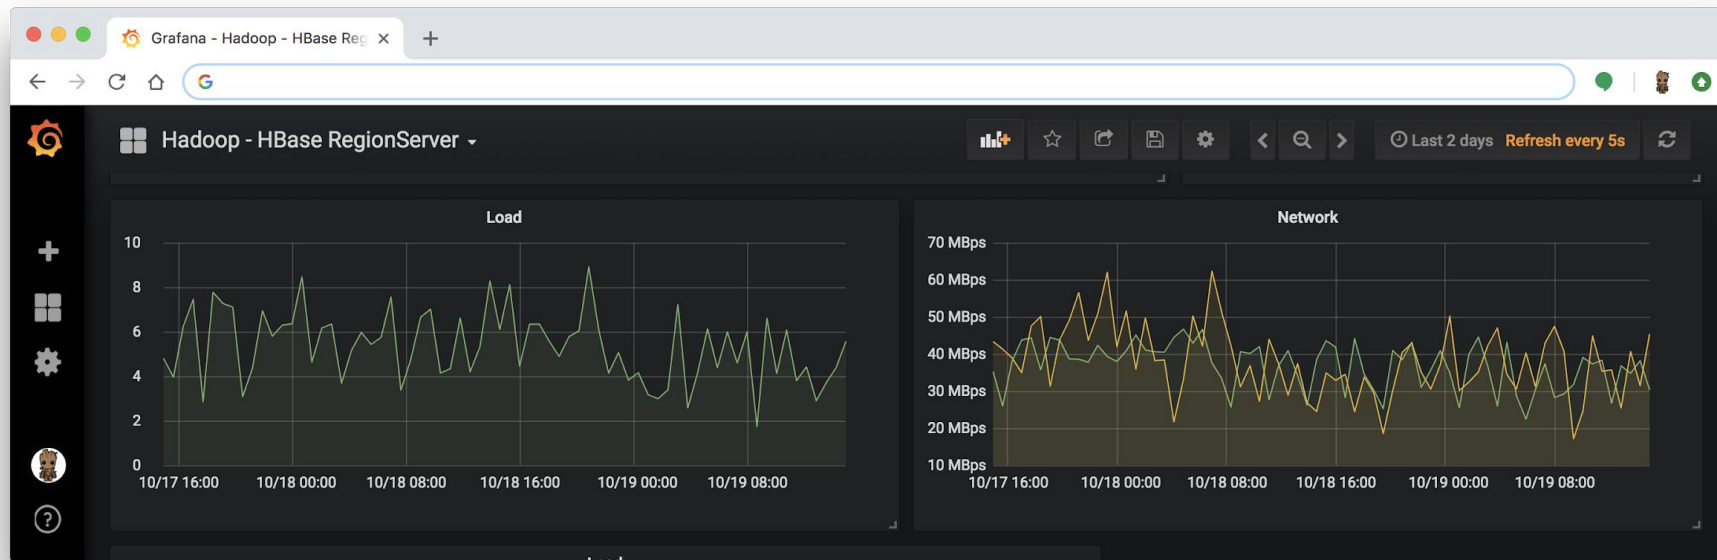 Grafana - Hadoop - HBase Reg
Hadoop - HBase RegionServer
Last 2 days Refresh every 5s
Load
10
8
6
4
2
0
10/17 16:00 10/18 00:00 10/18 08:00 10/18 16:00 10/19 00:00 10/19 08:00
Network
70 MBps
60 MBps
50 MBps
40 MBps
30 MBps
20 MBps
10 MBps
10/17 16:00 10/18 00:00 10/18 08:00 10/18 16:00 10/19 00:00 10/19 08:00